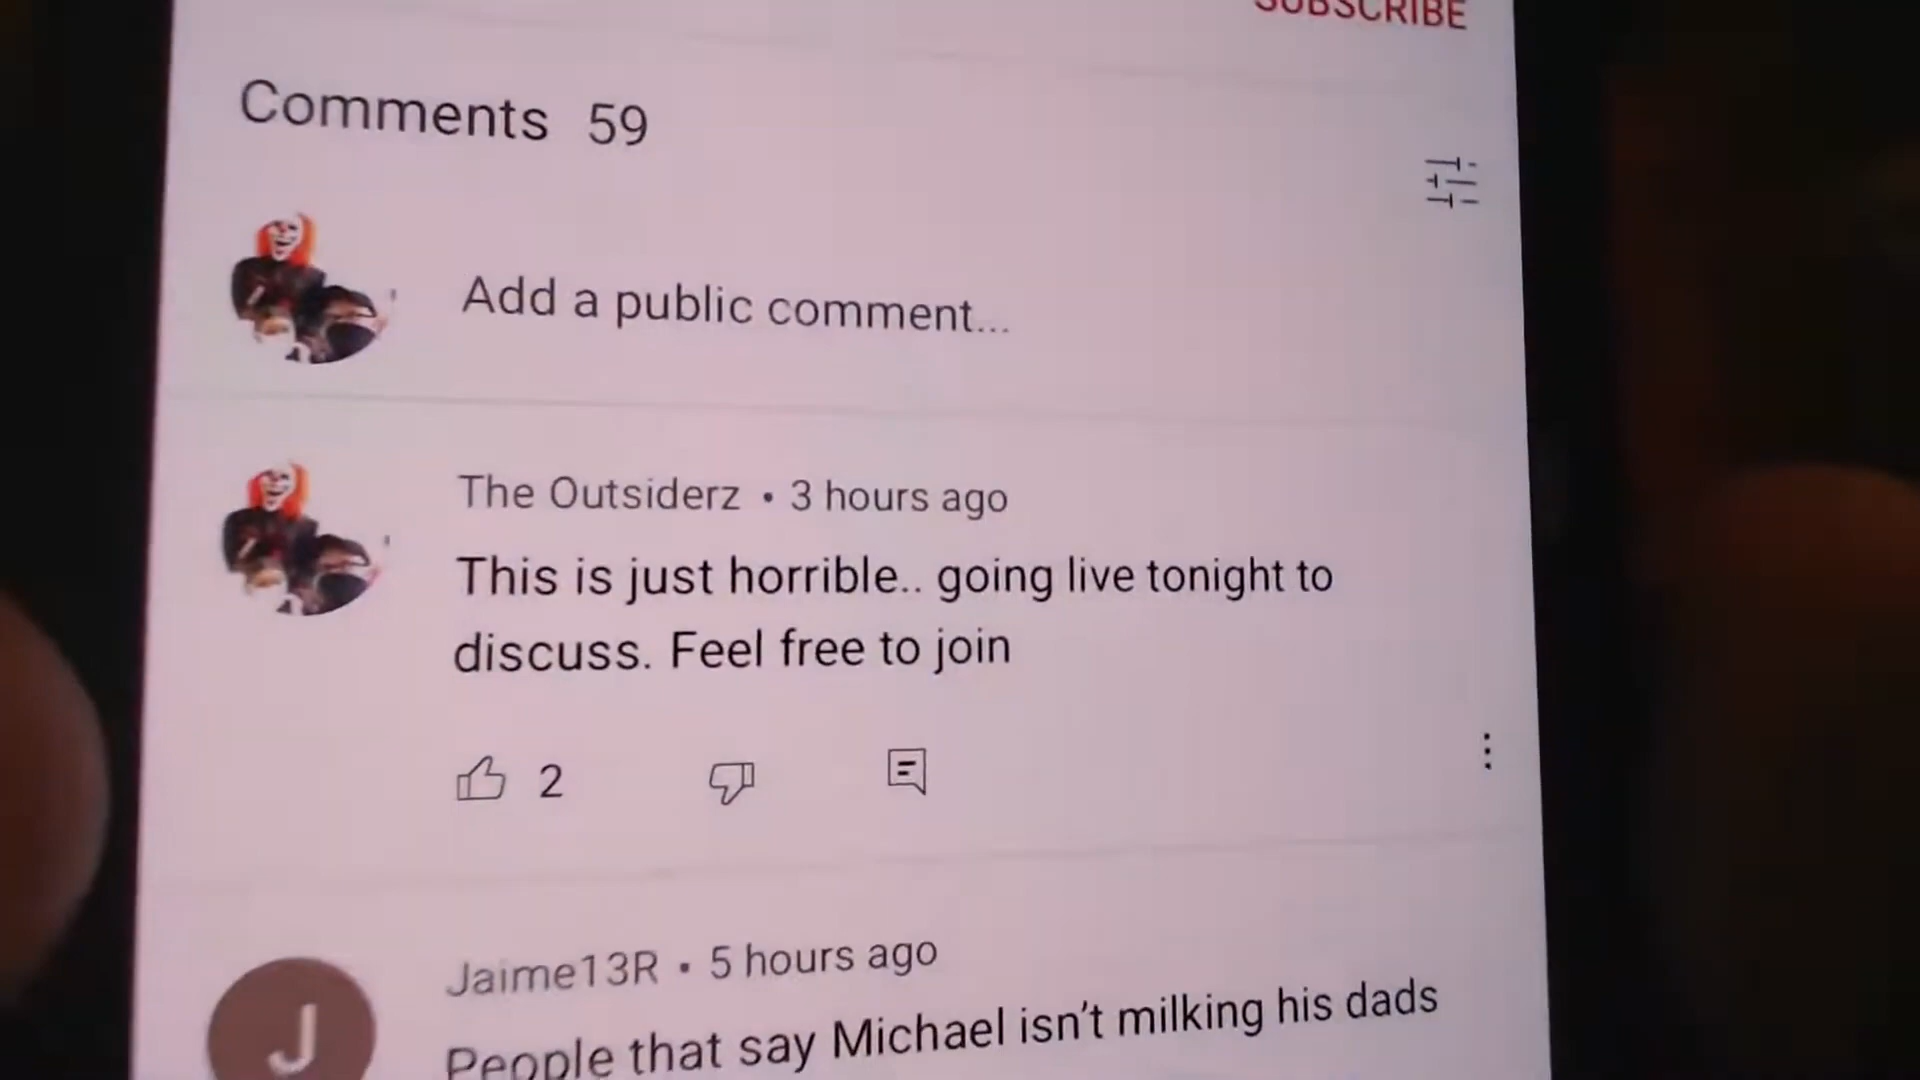 SUBSCRIBE
Comments 59
Add a public comment...
The Outsiderz • 3 hours ago
This is just horrible.. going live tonight to
discuss. Feel free to join
2
Jaime13R • 5 hours ago
J
People that say Michael isn't milking his dads